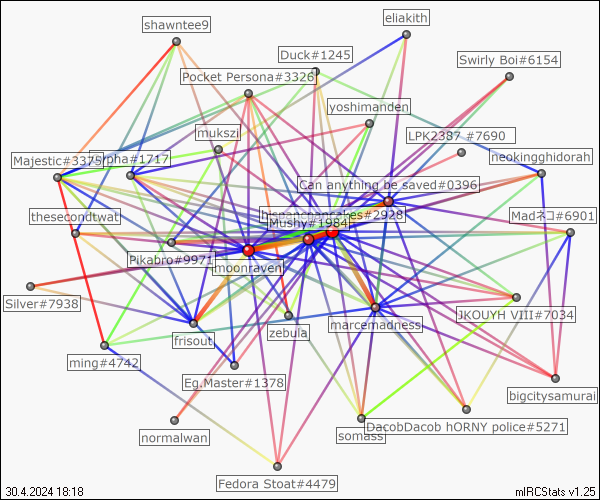 shawntee9
eliakith
Duck#1245
Swirly Boi#6154
Pocket Persona#3326
yoshimanden
mukszi
LPK2387 #7690
Majestic#3375
#1717
neokingghidorah
Can anything be saved#0396
thesecondtwat
#2928
Mushy#1984
Madネコ#6901
Pikabro#9971
moonraven
Silver#7938
JKOUYH VIII#7034
marcemadness
zebula
frisout
ming#4742
Eg.Master#1378
bigcitysamurai
normalwan
somass
DacobDacob hORNY police#5271
Fedora Stoat#4479
30.4.2024 18:18
mIRCStats v1.25